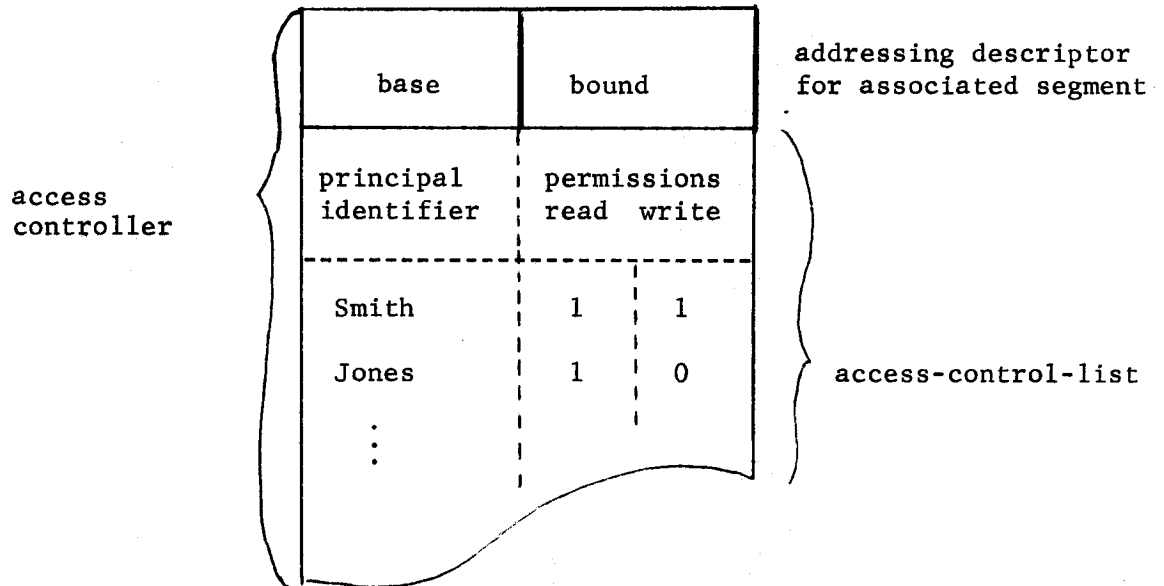 base bound
addressing descriptor
for associated segment
access
controller
principal
identifier
permissions
read write
Smith 1 1
Jones 1 0
access-control-list